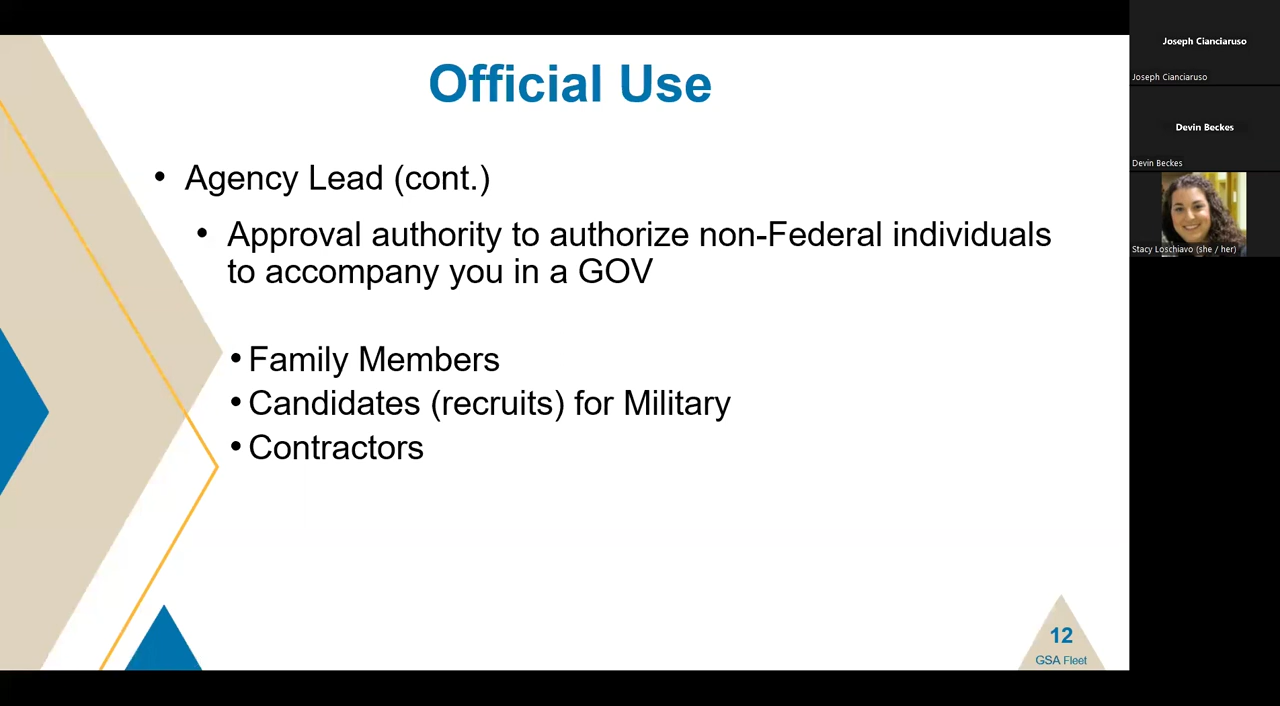 Official Use
• Agency Lead (cont.)
• Approval authority to authorize non-Federal individuals
to accompany you in a GOV
• Family Members
• Candidates (recruits) for Military
• Contractors
12
GSA Fleet
Joseph Cianciaruso
Joseph Cianciaruso
Devin Beckes
Devin Beckes
Stacy Loschiavo (she / her)